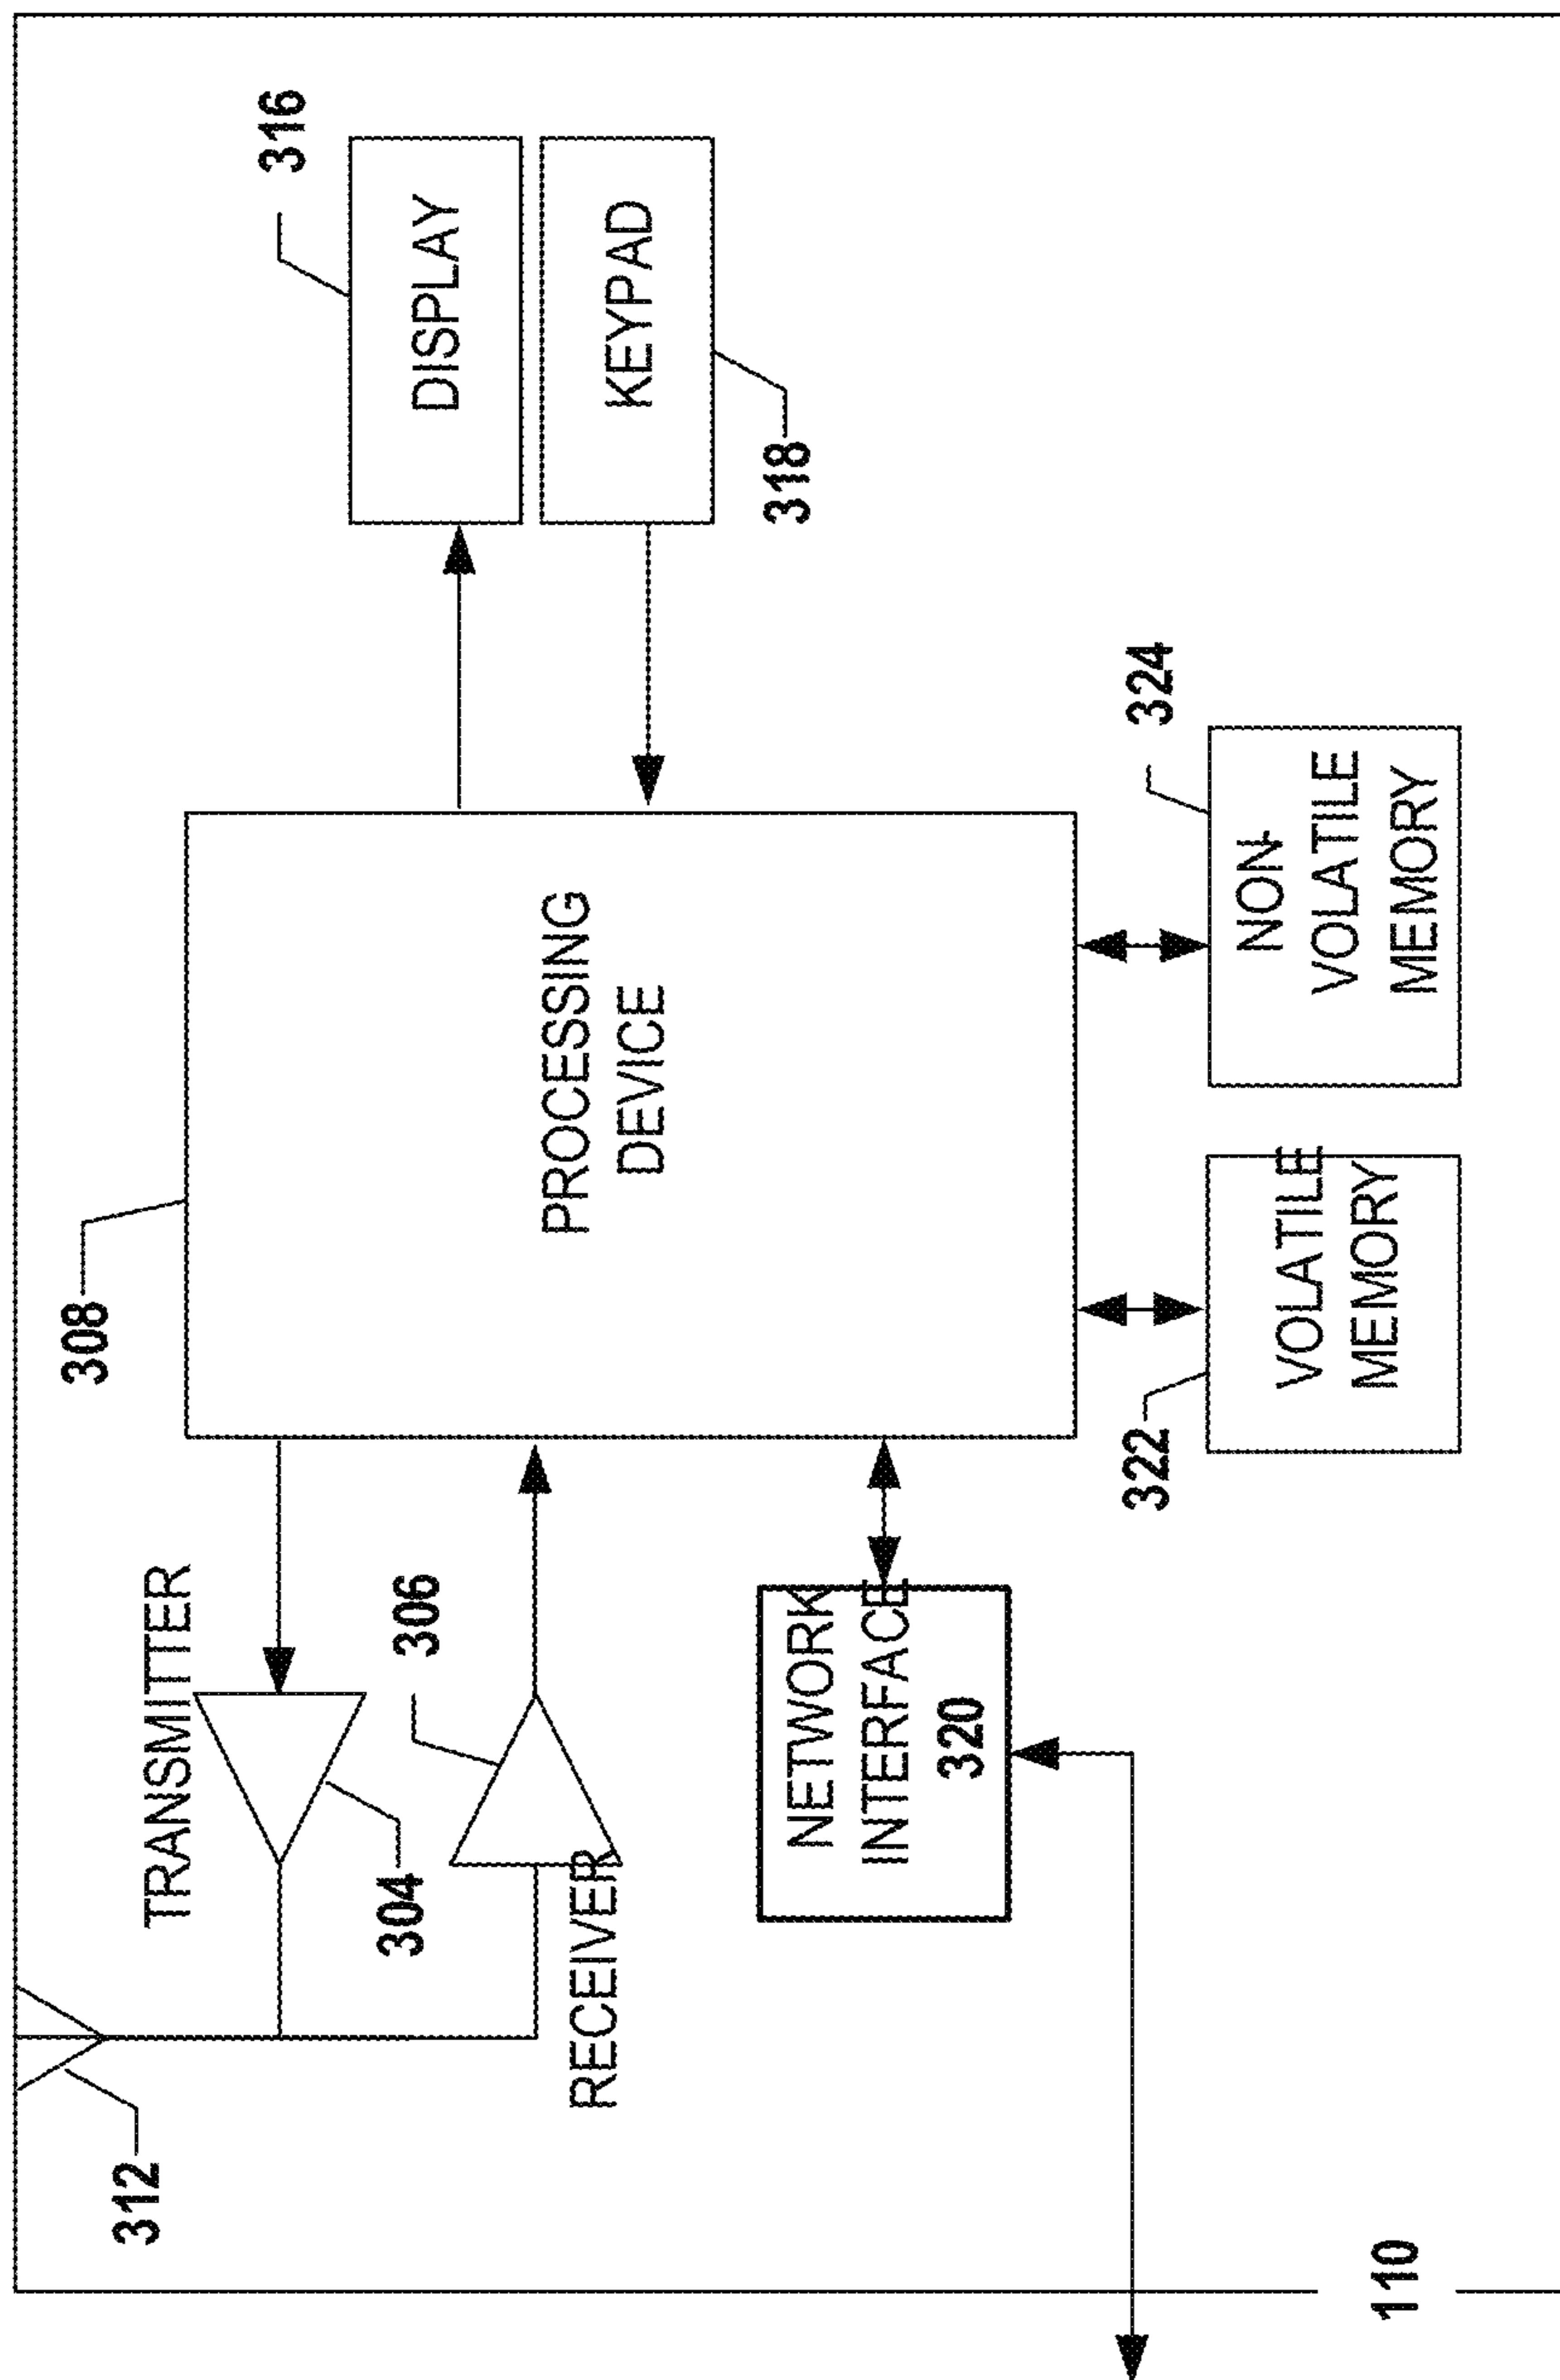 312
TRANSMITTER
304
306
RECEIVER
308
PROCESSING
DEVICE
316
DISPLAY
KEYPAD
318
NETWORK
INTERFACE
320
322
VOLATILE
MEMORY
324
NON-
VOLATILE
MEMORY
110